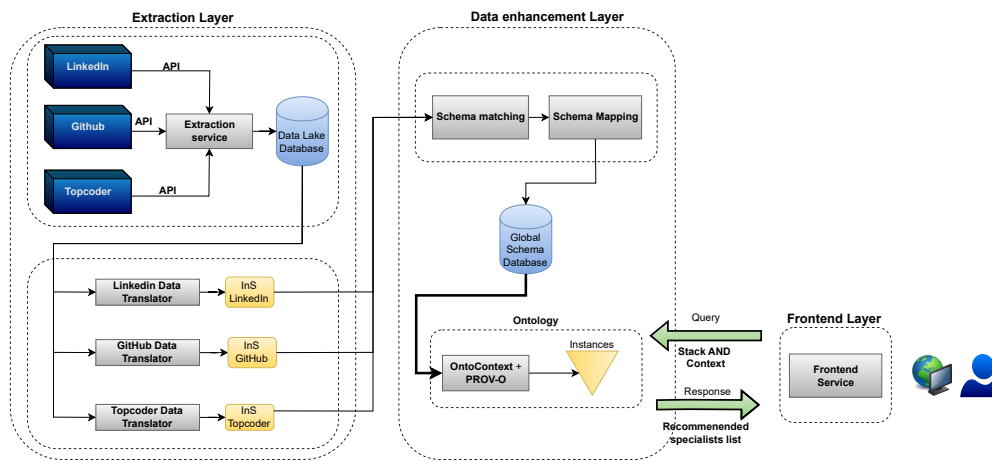 Extraction Layer
LinkedIn
API
Github
API
Extraction
service
Data Lake
Database
Topcoder
API
Linkedin Data
Translator
InS
LinkedIn
GitHub Data
Translator
InS
GitHub
Topcoder Data
Translator
InS
Topcoder
Data enhancement Layer
Schema matching
Schema Mapping
Global
Schema
Database
Ontology
OntoContext +
PROV-O
Instances
Query
Stack AND
Context
Response
Recommenended
specialists list
Frontend Layer
Frontend
Service